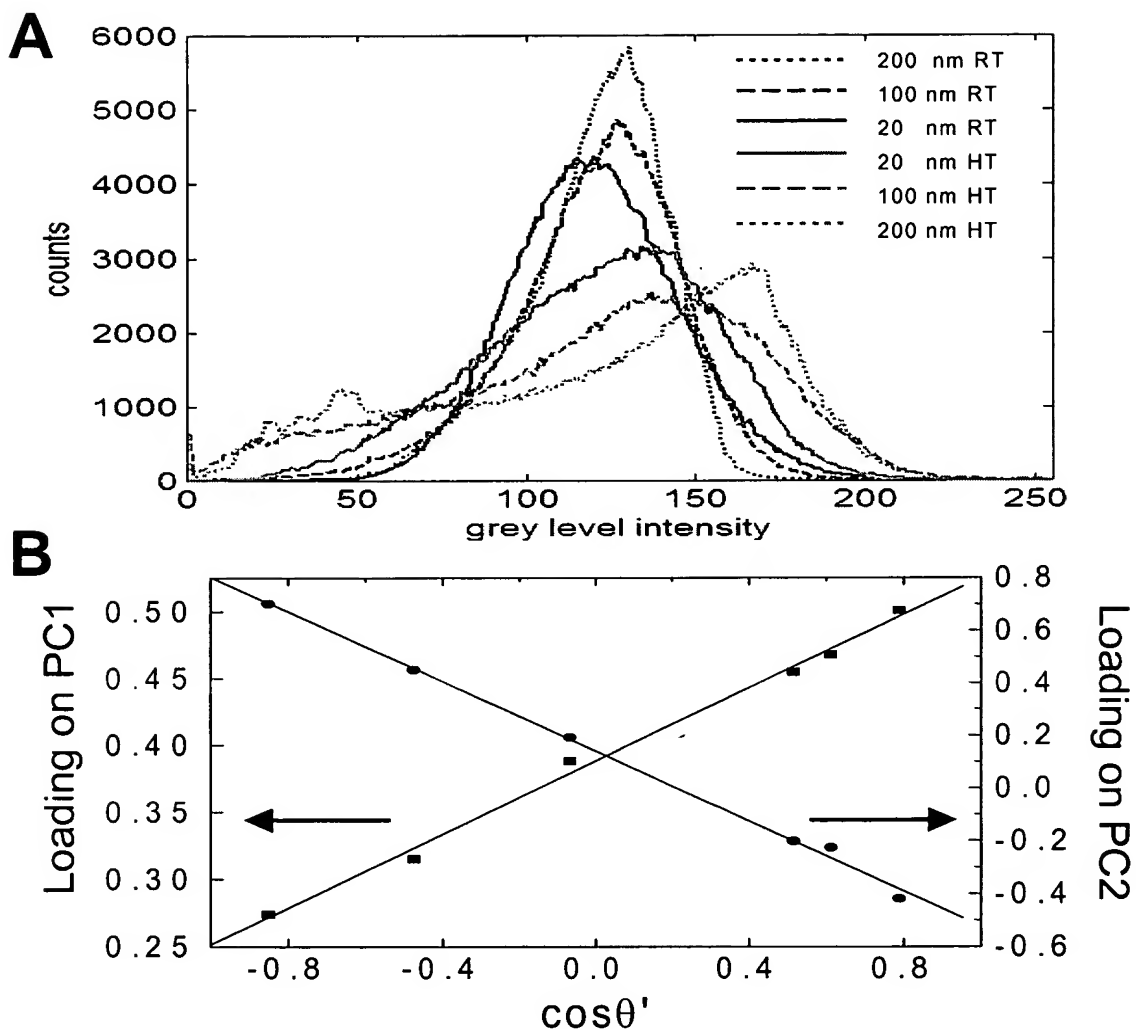 A
6000
5000
4000
3000
2000
1000
0
counts
200 nm RT
100 nm RT
20 nm RT
20 nm HT
100 nm HT
200 nm HT
0 50 100 150 200 250
grey level intensity
B
0.50
0.45
0.40
0.35
0.30
0.25
Loading on PC1
0.8
0.6
0.4
0.2
0.0
-0.2
-0.4
-0.6
Loading on PC2
-0.8 -0.4 0.0 0.4 0.8
cosθ'